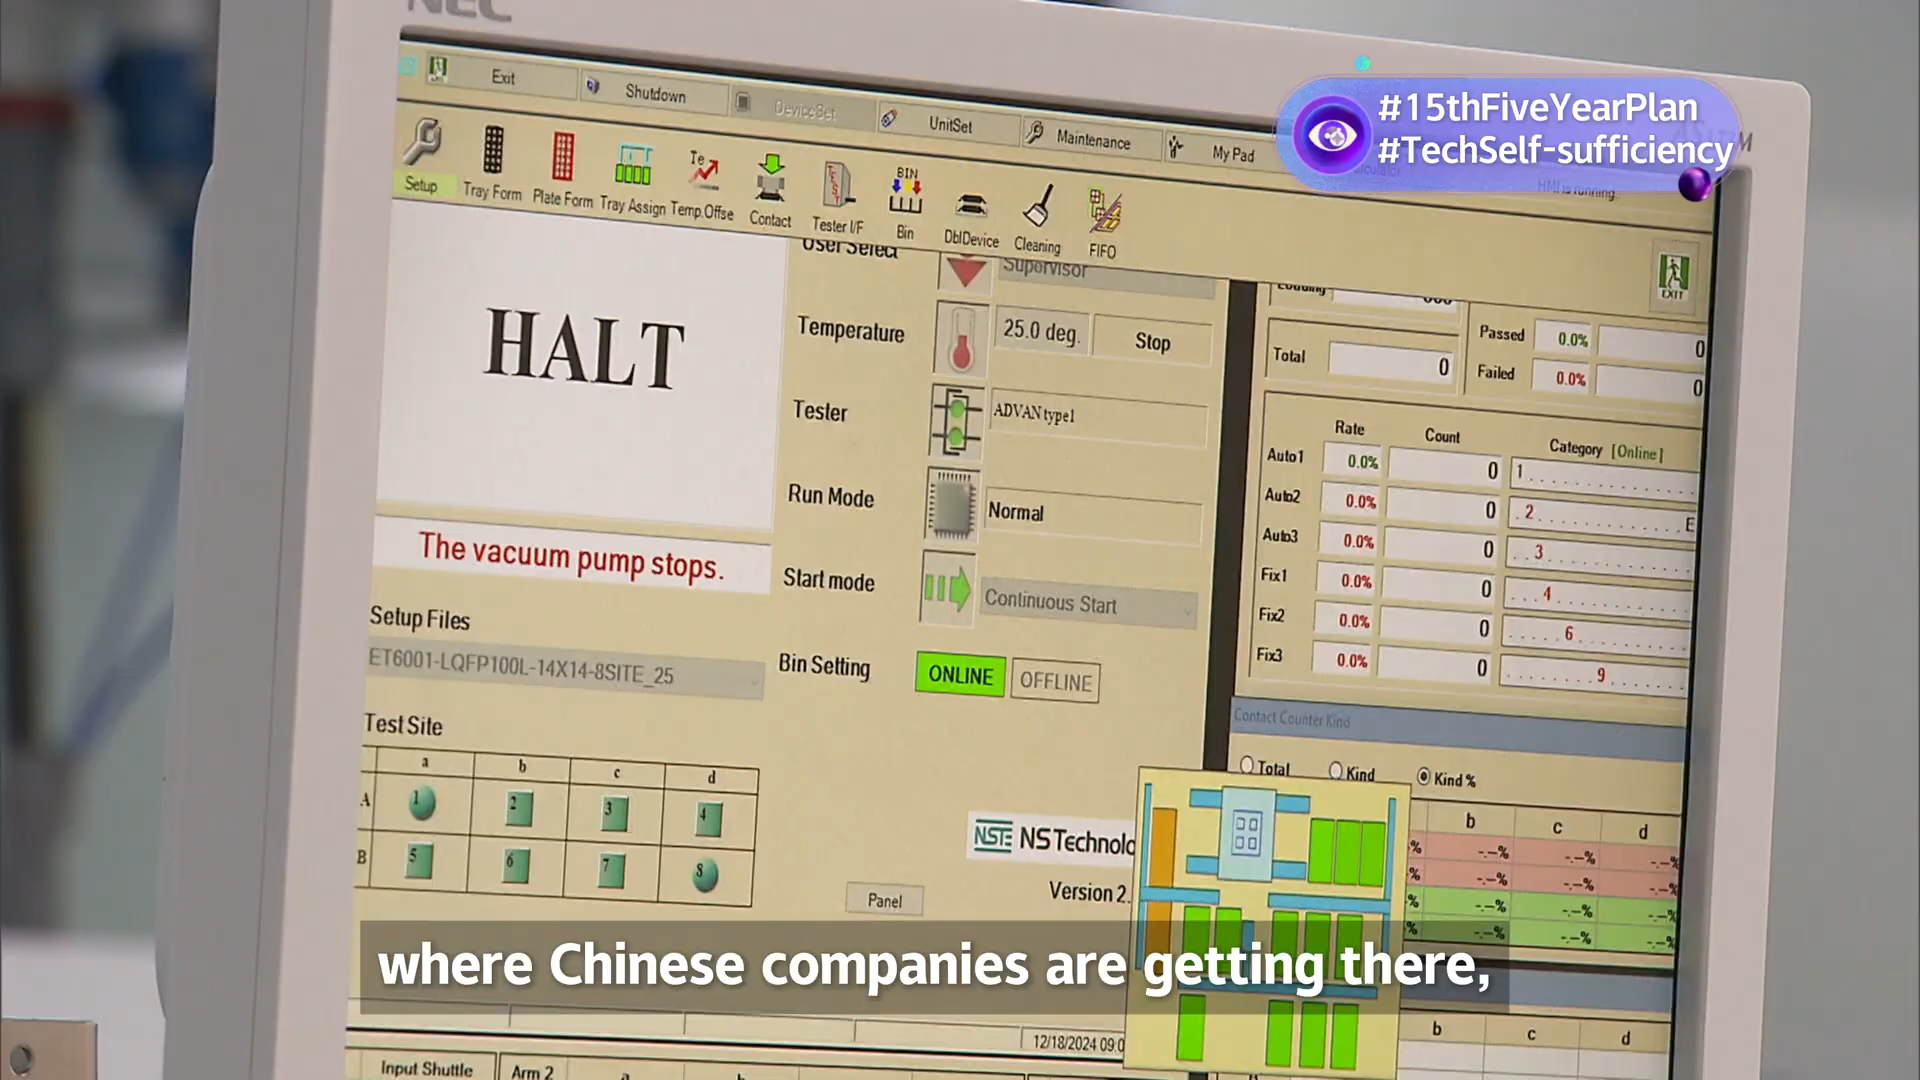 NEC
#15thFiveYearPlan
#TechSelf-sufficiency
Exit
Shutdown
DeviceSet
UnitSet
Maintenance
My Pad
HMI is running.
Setup
Tray Form
Plate Form
Tray Assign
Temp.Offse
Contact
Tester I/F
BIN
Bin
DblDevice
Cleaning
FIFO
EXIT
HALT
The vacuum pump stops.
User Select
Supervisor
Temperature
25.0 deg.
Stop
Tester
ADVAN type1
Run Mode
Normal
Start mode
Continuous Start
Bin Setting
ONLINE
OFFLINE
Setup Files
ET6001-LQFP100L-14X14-8SITE_25
Test Site
a b c d
A 1 2 3 4
B 5 6 7 8
NSTE NS Technolo
Version 2.
Panel
Loading
Total 0
Passed 0.0% 0
Failed 0.0% 0
Rate Count Category [Online]
Auto1 0.0% 0 1. . . . . . . . . . . . .
Auto2 0.0% 0 . 2. . . . . . . . . . . . E
Auto3 0.0% 0 . . 3. . . . . . . . . . .
Fix1 0.0% 0 . . . 4. . . . . . . . . .
Fix2 0.0% 0 . . . . . 6. . . . . . . .
Fix3 0.0% 0 . . . . . . . . 9. . . . .
Contact Counter Kind
Total
Kind
Kind %
b c d
% -.--% -.--% -.--%
% -.--% -.--% -.--%
% -.--% -.--% -.--%
% -.--% -.--% -.--%
where Chinese companies are getting there,
12/18/2024 09:0
b c d
Input Shuttle
Arm 2